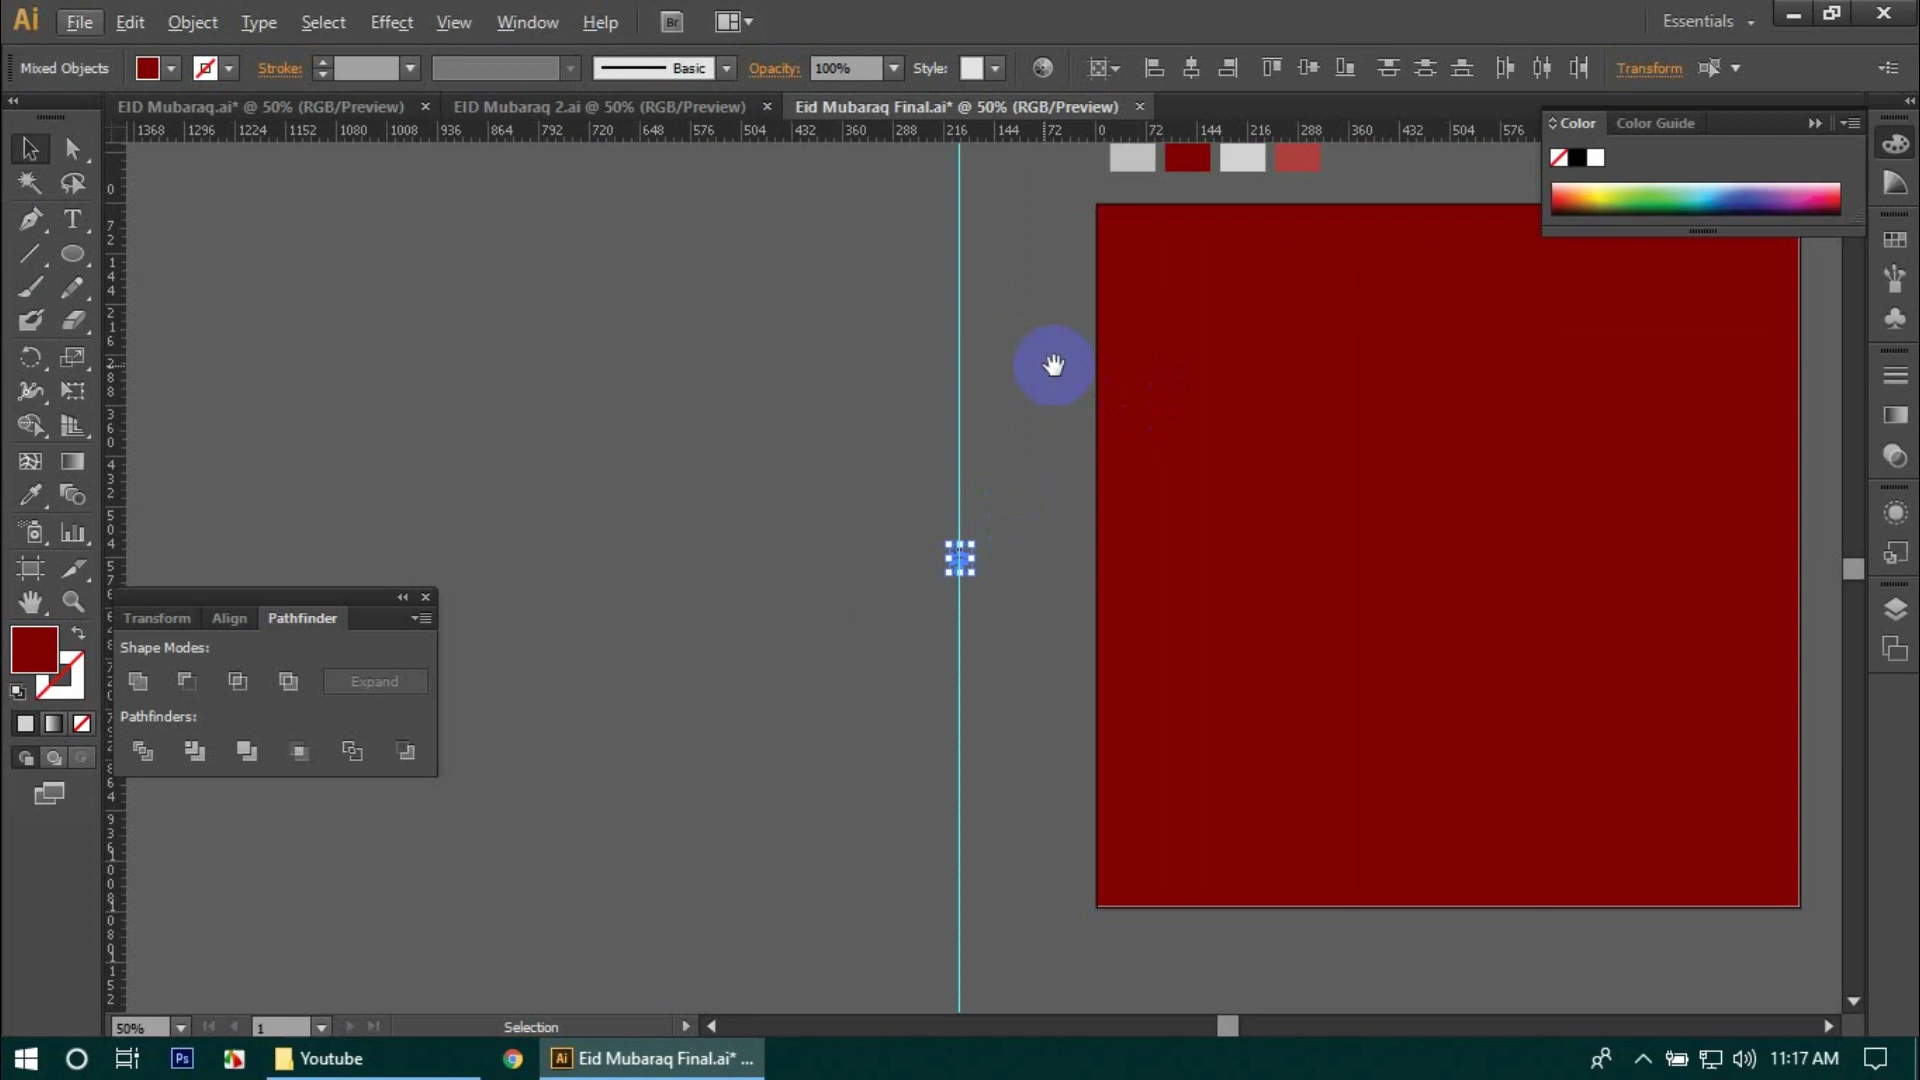 Ai File Edit Object Type Select Effect View Window Help Br Essentials
Mixed Objects Stroke: Basic Opacity: 100% Style: Transform
EID Mubaraq.ai* @ 50% (RGB/Preview) × EID Mubaraq 2.ai @ 50% (RGB/Preview) × Eid Mubaraq Final.ai* @ 50% (RGB/Preview) ×
1368 1296 1224 1152 1080 1008 936 864 792 720 648 576 504 432 360 288 216 144 72 0 72 144 216 288 360 432 504 576
Color Color Guide
Transform Align Pathfinder
Shape Modes:
Expand
Pathfinders:
50% 1 Selection
Ps Youtube Ai Eid Mubaraq Final.ai* ... 11:17 AM